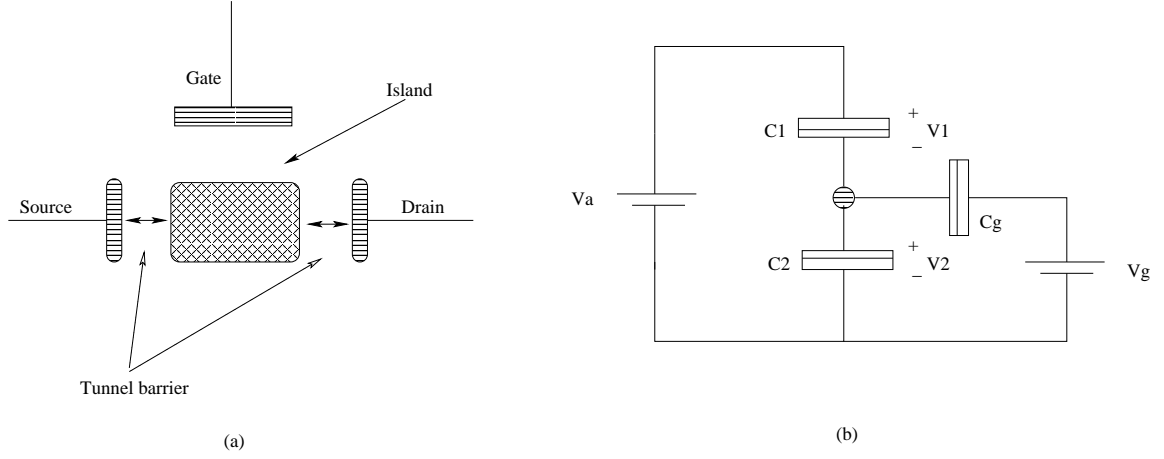 Gate
Island
Source
Drain
Tunnel barrier
(a)
Va
C1
+
V1
−
Cg
C2
+
V2
−
Vg
(b)